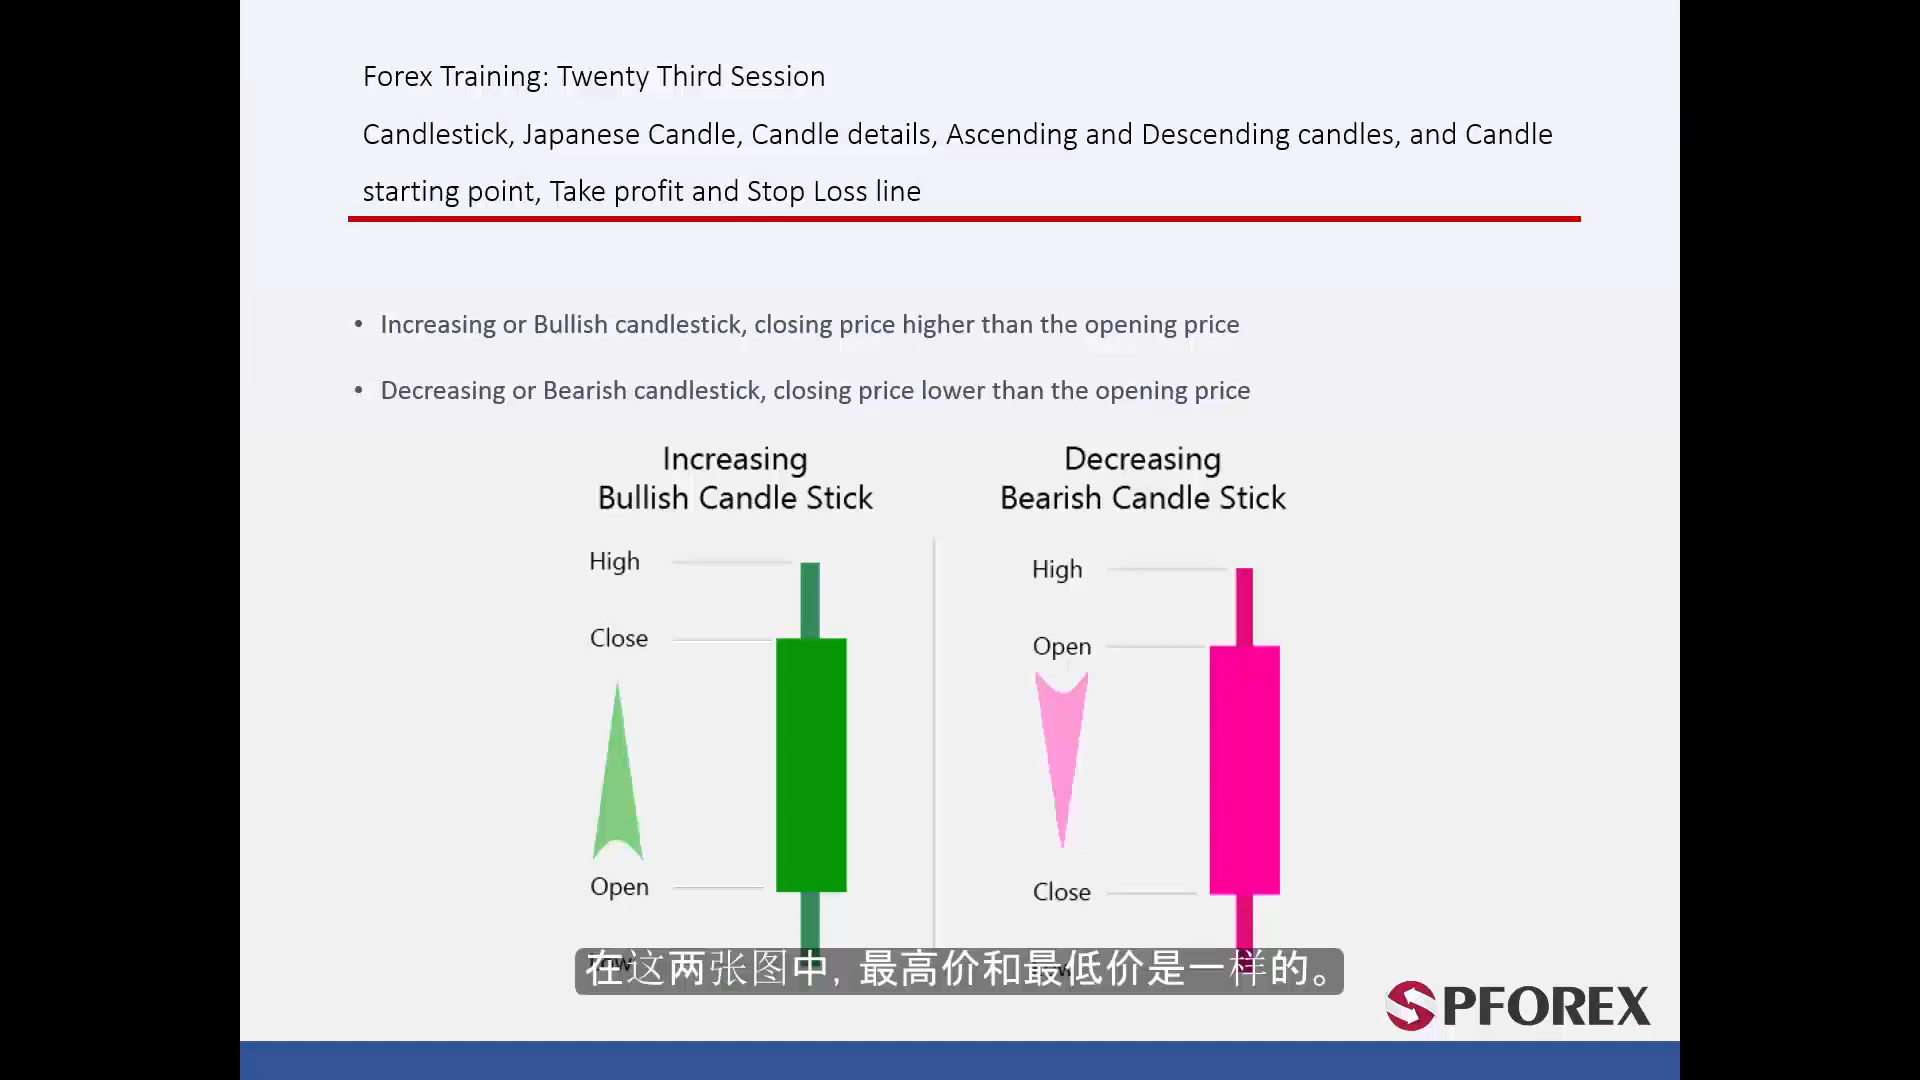 Forex Training: Twenty Third Session
Candlestick, Japanese Candle, Candle details, Ascending and Descending candles, and Candle
starting point, Take profit and Stop Loss line
• Increasing or Bullish candlestick, closing price higher than the opening price
• Decreasing or Bearish candlestick, closing price lower than the opening price
Increasing
Bullish Candle Stick
High
Close
Open
Decreasing
Bearish Candle Stick
High
Open
Close
在这两张图中, 最高价和最低价是一样的。
SPFOREX